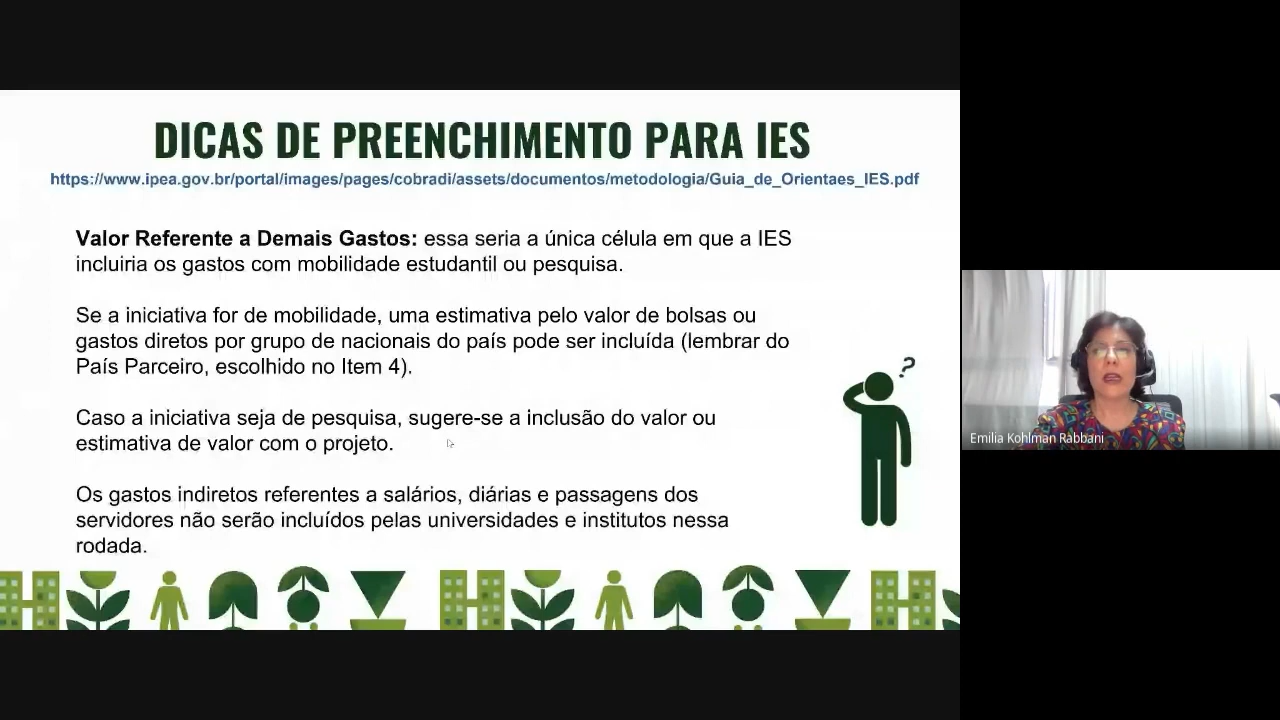 DICAS DE PREENCHIMENTO PARA IES
https://www.ipea.gov.br/portal/images/pages/cobradi/assets/documentos/metodologia/Guia_de_Orientaes_IES.pdf
Valor Referente a Demais Gastos: essa seria a única célula em que a IES
incluiria os gastos com mobilidade estudantil ou pesquisa.
Se a iniciativa for de mobilidade, uma estimativa pelo valor de bolsas ou
gastos diretos por grupo de nacionais do país pode ser incluída (lembrar do
País Parceiro, escolhido no Item 4).
Caso a iniciativa seja de pesquisa, sugere-se a inclusão do valor ou
estimativa de valor com o projeto.
Os gastos indiretos referentes a salários, diárias e passagens dos
servidores não serão incluídos pelas universidades e institutos nessa
rodada.
?
Emilia Kohlman Rabbani